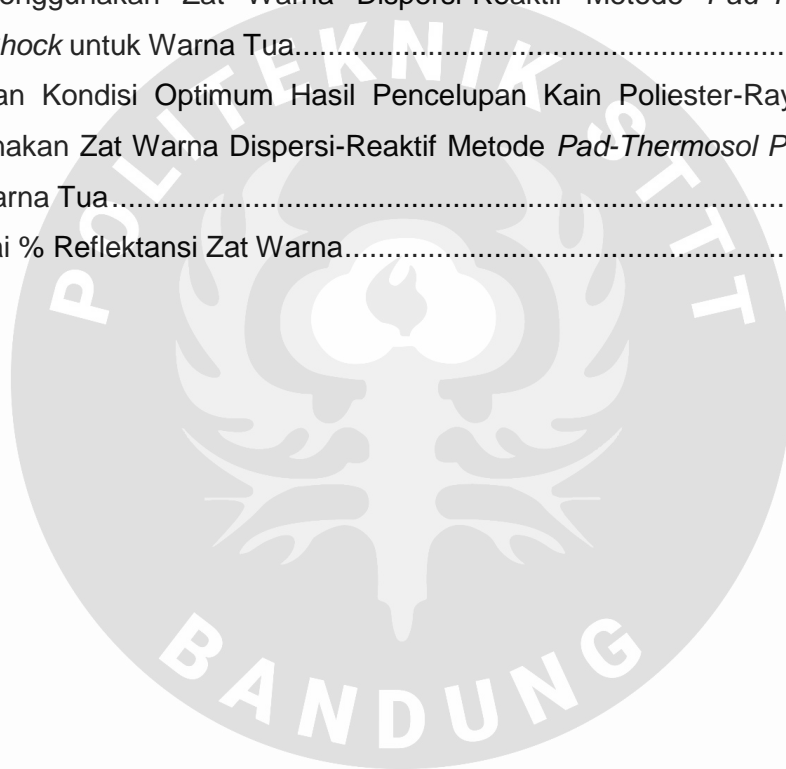 enggunakan Zat Warna Dispersi-Reaktif Metode Pad-
hock untuk Warna Tua
an Kondisi Optimum Hasil Pencelupan Kain Poliester-Ray
nakan Zat Warna Dispersi-Reaktif Metode Pad-Thermosol P
arna Tua
ai % Reflektansi Zat Warna
POLITEKNIK STTT
BANDUNG